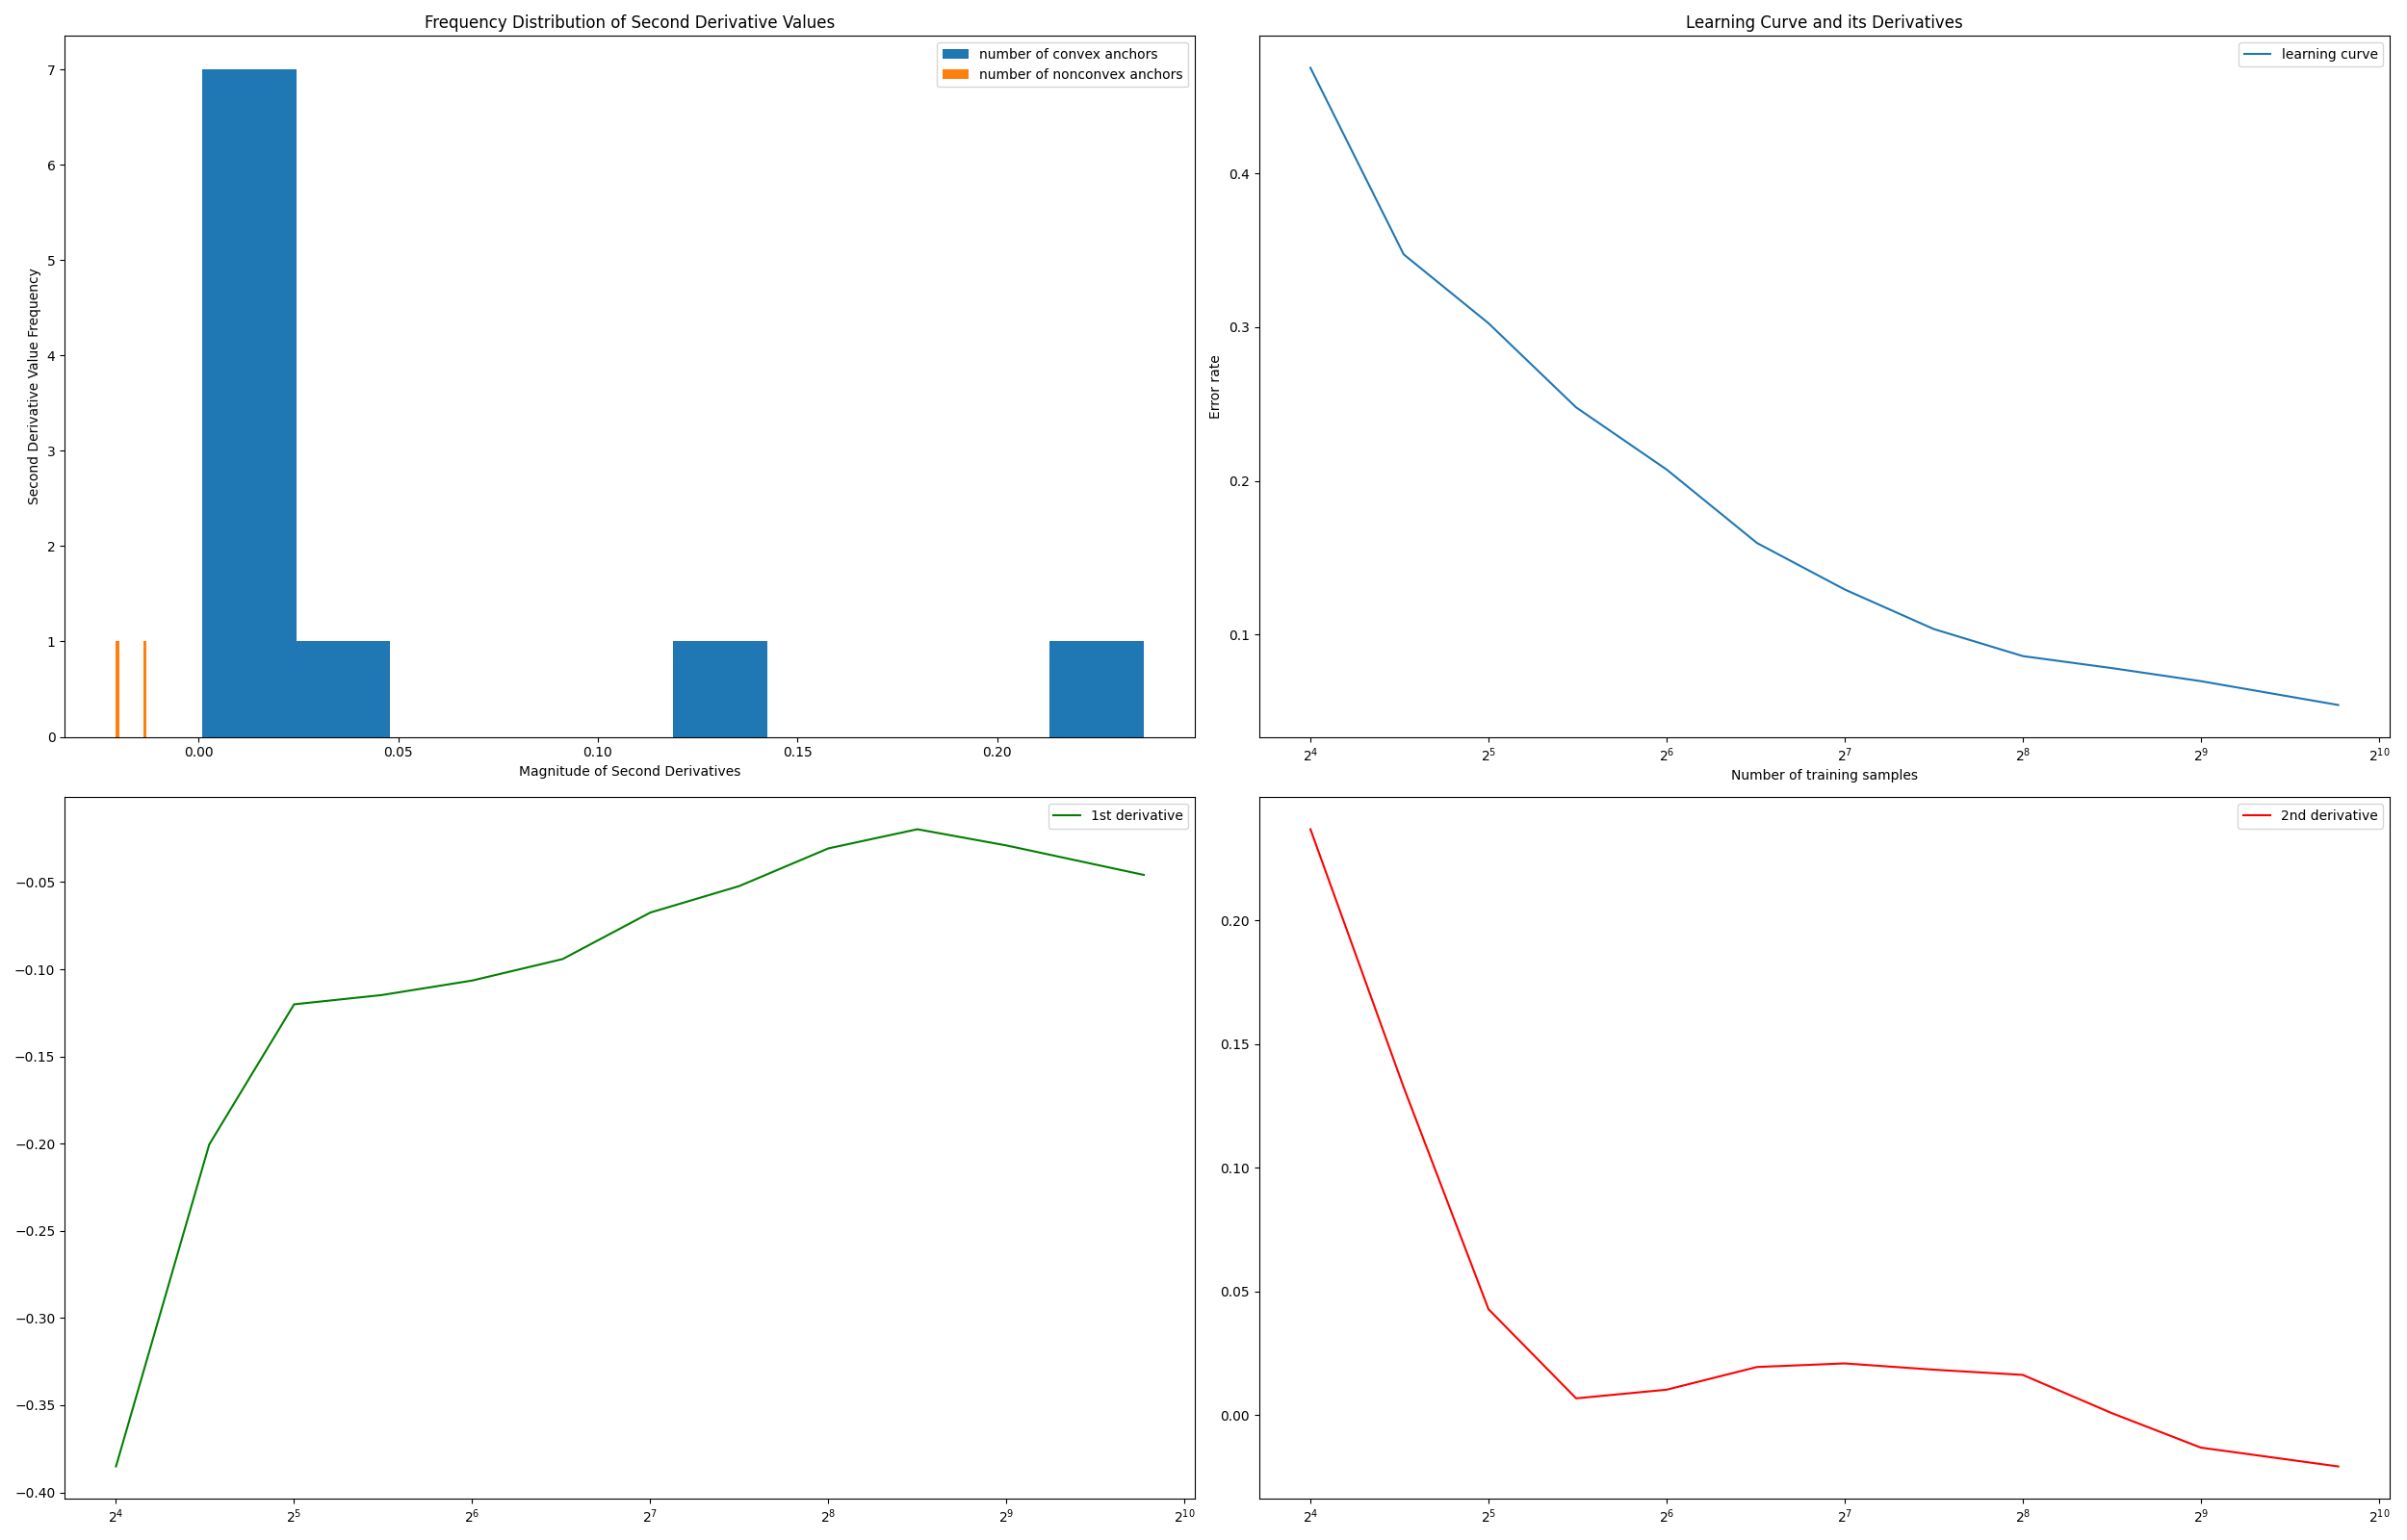 Frequency Distribution of Second Derivative Values
number of convex anchors
number of nonconvex anchors
Second Derivative Value Frequency
7
6
5
4
3
2
1
0
0.00 0.05 0.10 0.15 0.20
Magnitude of Second Derivatives
Learning Curve and its Derivatives
learning curve
Error rate
0.4
0.3
0.2
0.1
2^4 2^5 2^6 2^7 2^8 2^9 2^10
Number of training samples
1st derivative
−0.05
−0.10
−0.15
−0.20
−0.25
−0.30
−0.35
−0.40
2^4 2^5 2^6 2^7 2^8 2^9 2^10
2nd derivative
0.20
0.15
0.10
0.05
0.00
2^4 2^5 2^6 2^7 2^8 2^9 2^10